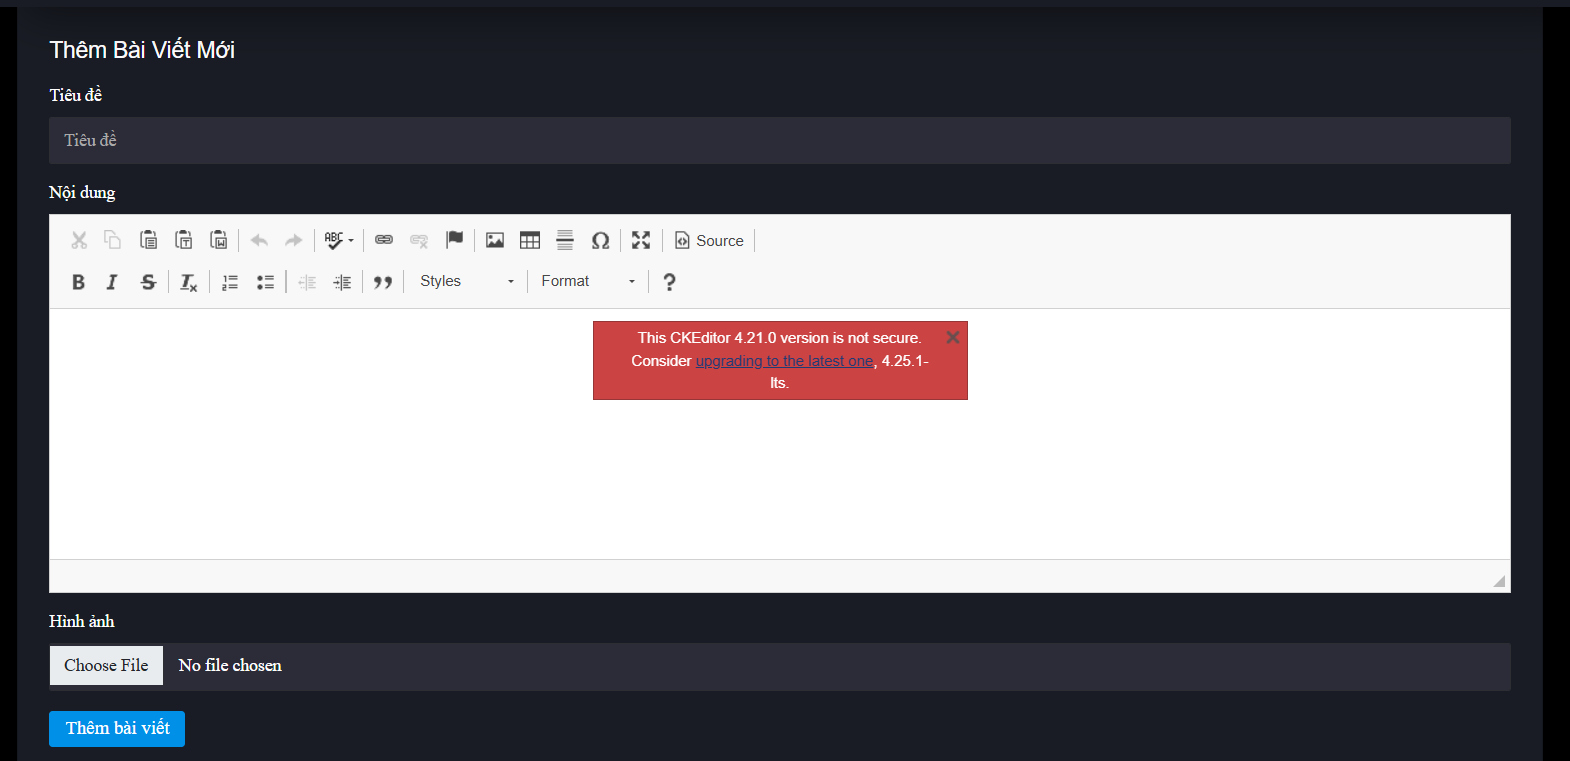 Thêm Bài Viết Mới
Tiêu đề
Tiêu đề
Nội dung
ABC
Source
B I S Tx Styles Format ?
This CKEditor 4.21.0 version is not secure.
Consider upgrading to the latest one, 4.25.1-
lts.
Hình ảnh
Choose File No file chosen
Thêm bài viết